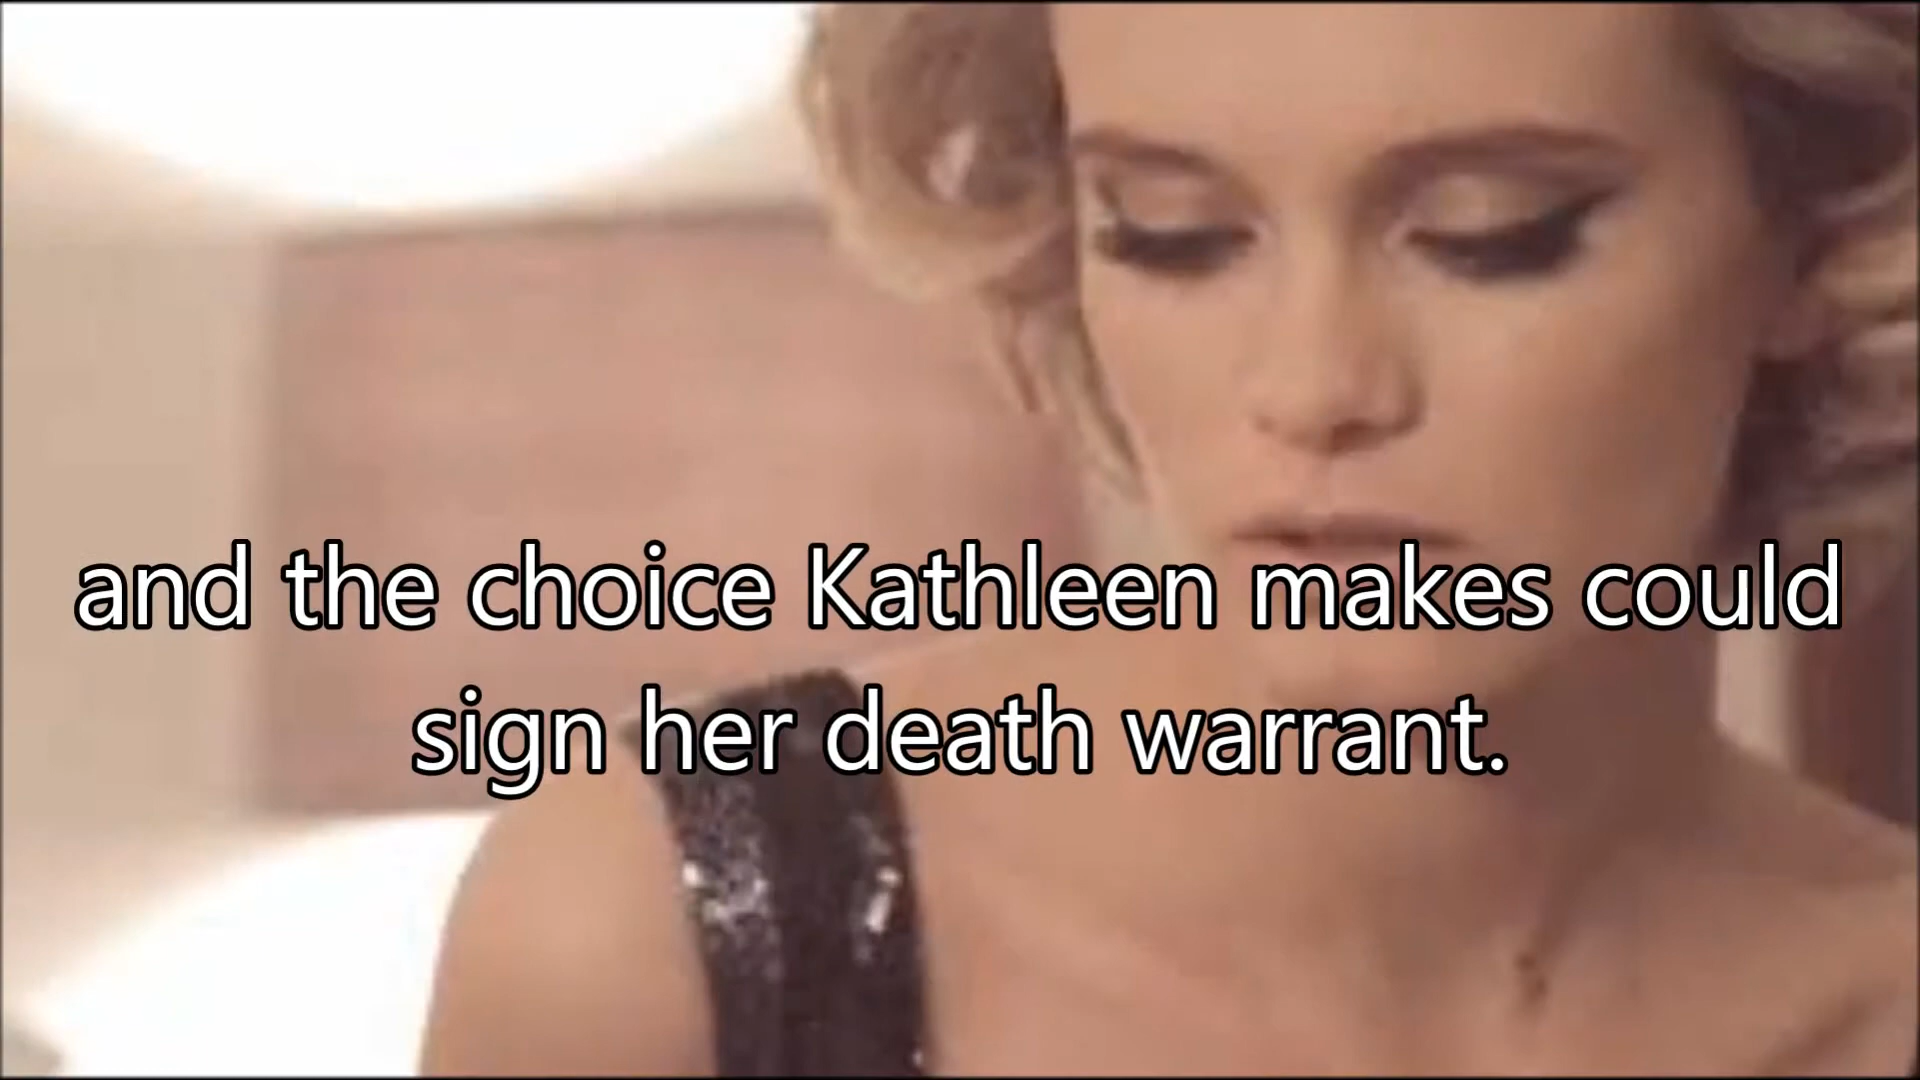 and the choice Kathleen makes could
sign her death warrant.